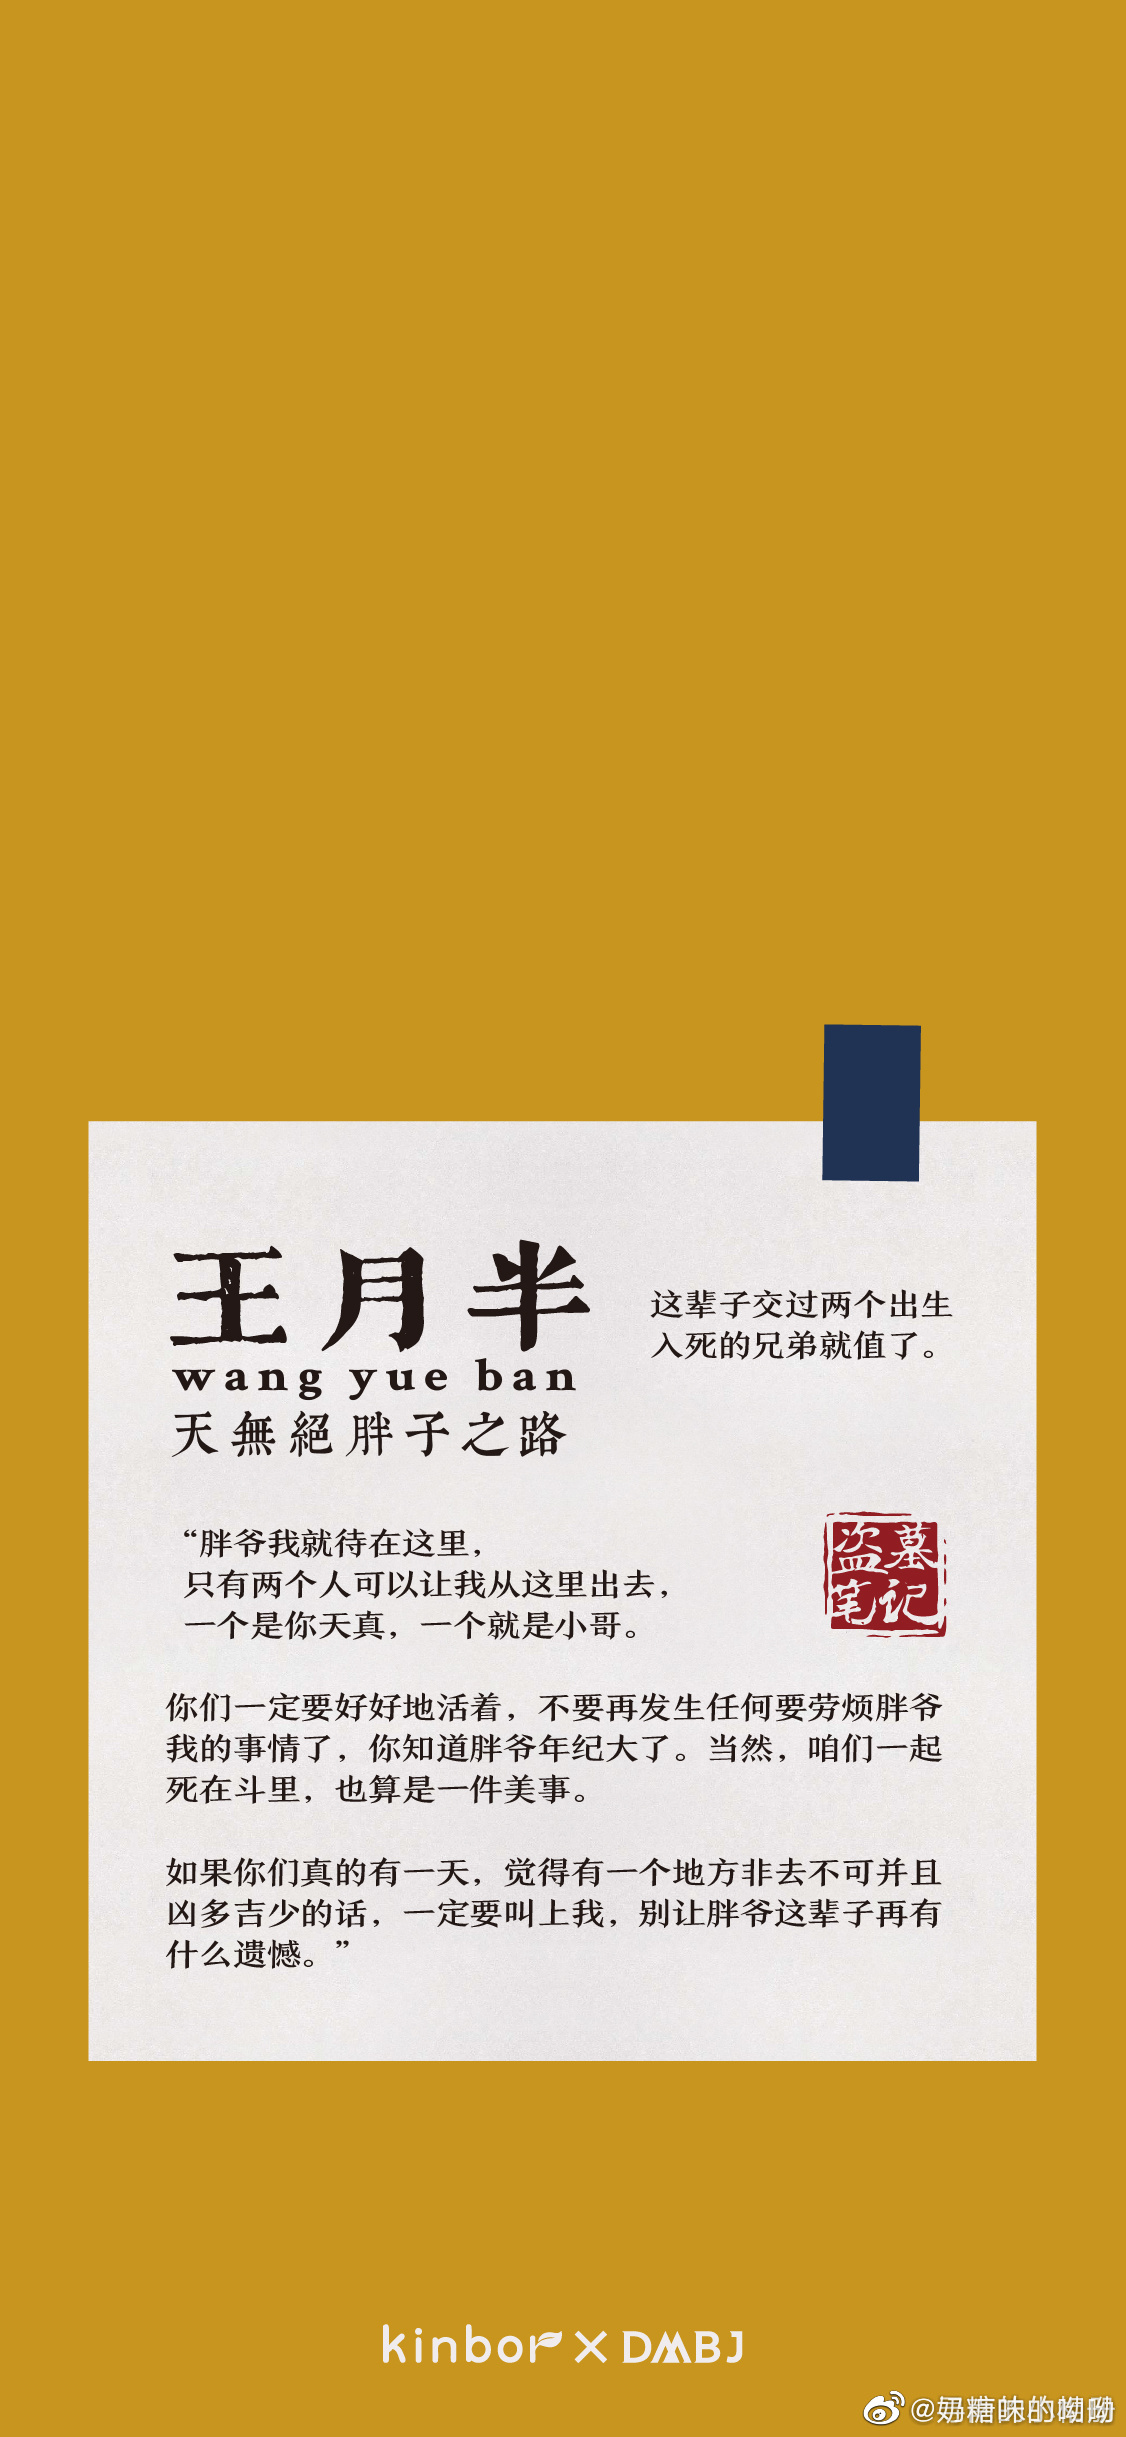 王月半
wang yue ban
天無絕胖子之路
这辈子交过两个出生
入死的兄弟就值了。
“胖爷我就待在这里，
只有两个人可以让我从这里出去，
一个是你天真，一个就是小哥。
盗墓
笔记
你们一定要好好地活着，不要再发生任何要劳烦胖爷
我的事情了，你知道胖爷年纪大了。当然，咱们一起
死在斗里，也算是一件美事。
如果你们真的有一天，觉得有一个地方非去不可并且
凶多吉少的话，一定要叫上我，别让胖爷这辈子再有
什么遗憾。”
kinbor×DMBJ
@奶糖味的呦呦